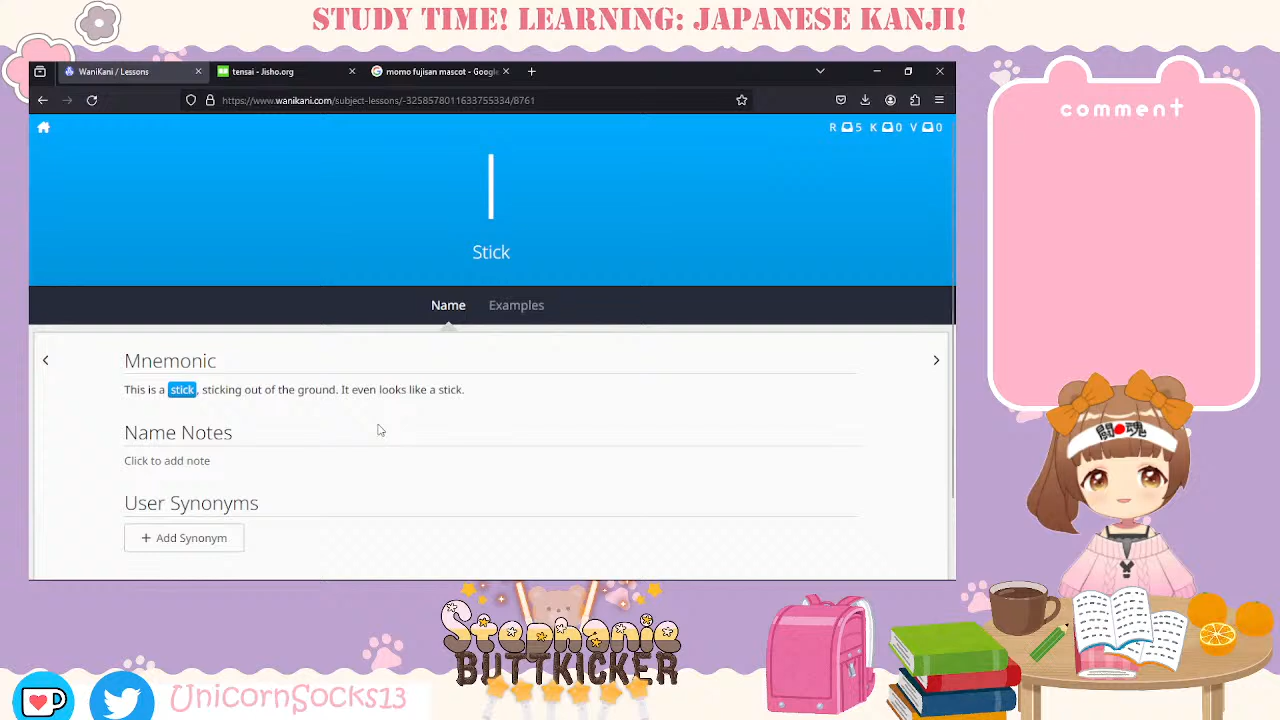 STUDY TIME! LEARNING: JAPANESE KANJI!
WaniKani / Lessons
tensai - Jisho.org
momo fujisan mascot - Google
https://www.wanikani.com/subject-lessons/-3258578011633755334/8761
R 5 K 0 V 0
Stick
Name Examples
Mnemonic
This is a stick, sticking out of the ground. It even looks like a stick.
Name Notes
Click to add note
User Synonyms
+ Add Synonym
comment
闘魂
Stephanie
BUTTKICKER
UnicornSocks13